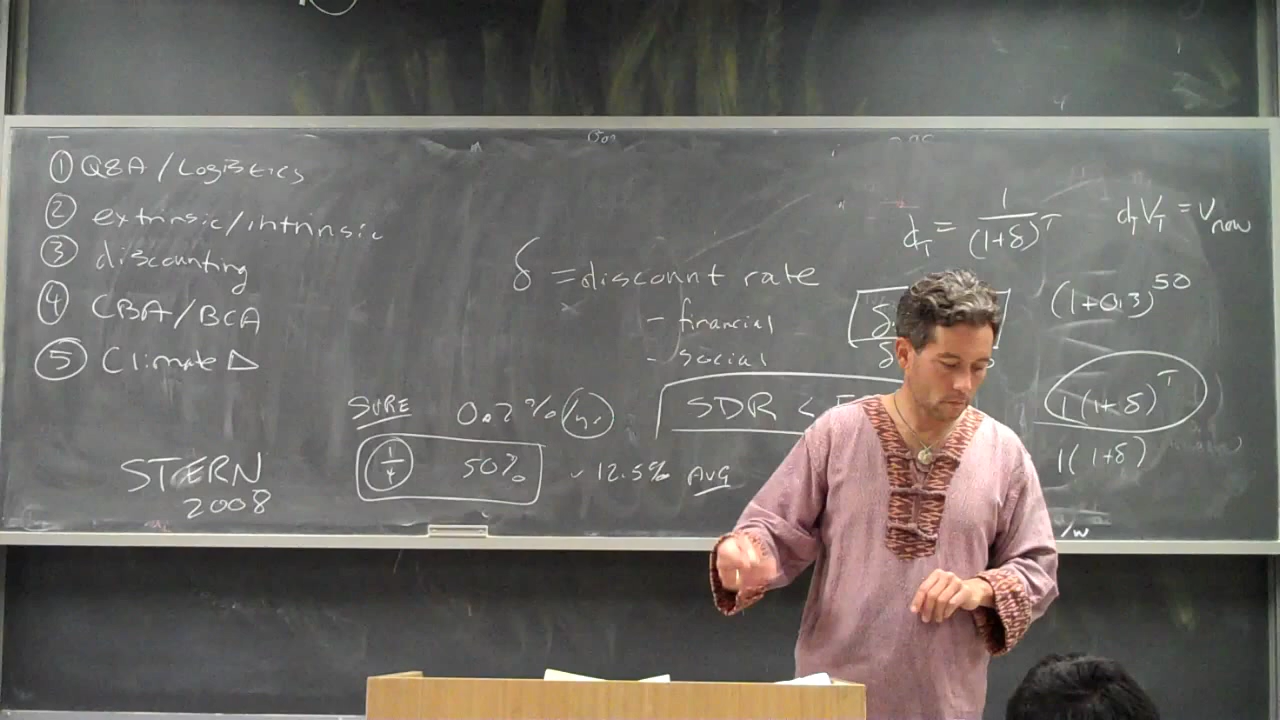 ① Q&A / Logistics
② extrinsic/intrinsic
③ discounting
④ CBA/BCA
⑤ Climate Δ
STERN
2008
δ = discount rate
- financial
- social
SDR <
SURE 0.2%/yr.
1/4 50% ~12.5% AVG
d_T = 1/(1+δ)^T
d_T V_T = V_now
(1+0.3)^50
δ
δ
1(1+δ)^T
1(1+δ)
/w